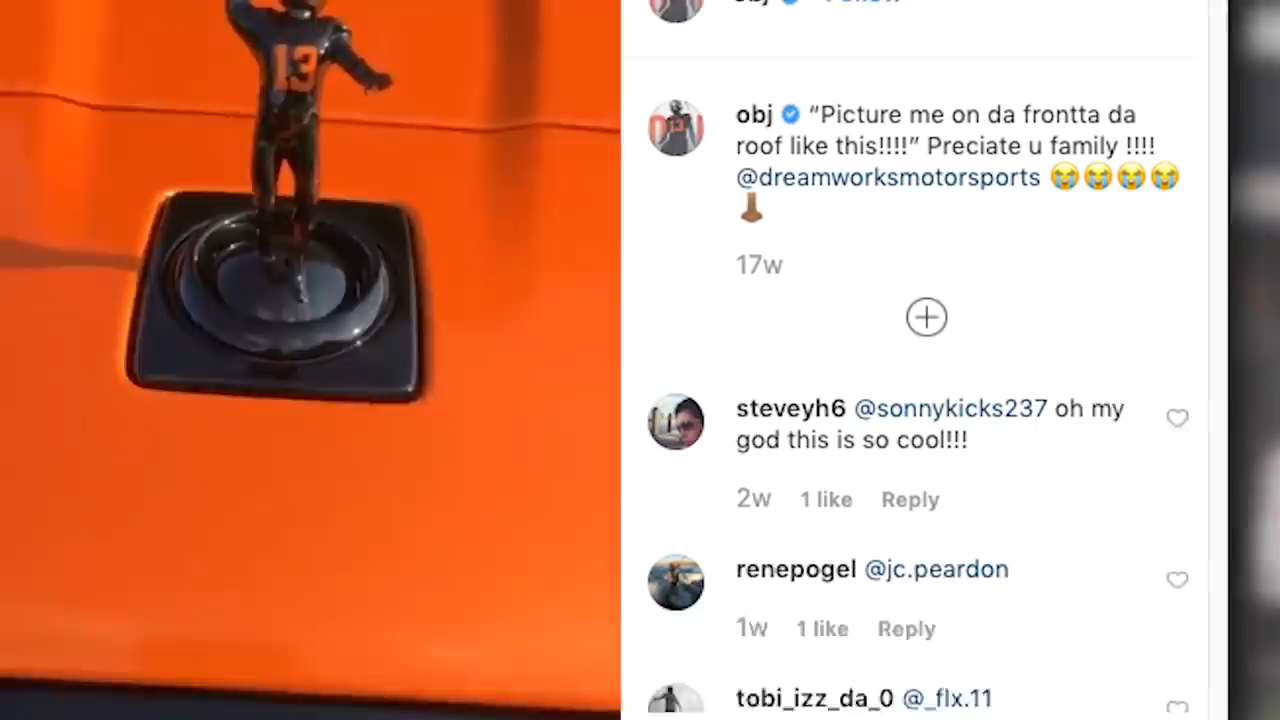 13
obj "Picture me on da frontta da
roof like this!!!!" Preciate u family !!!!
@dreamworksmotorsports 😭😭😭😭
👃🏾
17w
steveyh6 @sonnykicks237 oh my
god this is so cool!!!
2w 1 like Reply
renepogel @jc.peardon
1w 1 like Reply
tobi_izz_da_0 @_flx.11